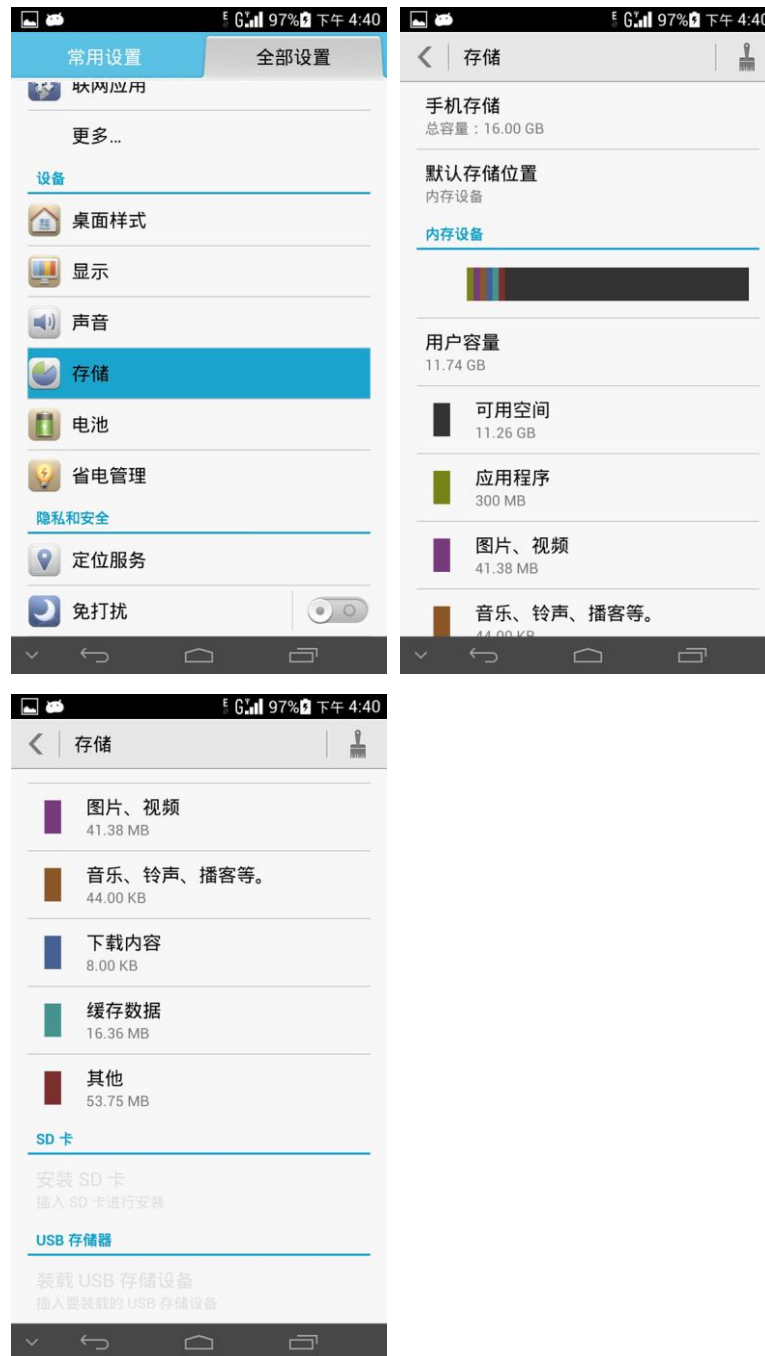 97% 下午 4:40
常用设置 全部设置
联网应用
更多...
设备
桌面样式
显示
声音
存储
电池
省电管理
隐私和安全
定位服务
免打扰
97% 下午 4:40
存储
手机存储
总容量：16.00 GB
默认存储位置
内存设备
内存设备
用户容量
11.74 GB
可用空间
11.26 GB
应用程序
300 MB
图片、视频
41.38 MB
音乐、铃声、播客等。
44.00 KB
97% 下午 4:40
存储
图片、视频
41.38 MB
音乐、铃声、播客等。
44.00 KB
下载内容
8.00 KB
缓存数据
16.36 MB
其他
53.75 MB
SD 卡
安装 SD 卡
插入 SD 卡进行安装
USB 存储器
装载 USB 存储设备
插入要装载的 USB 存储设备